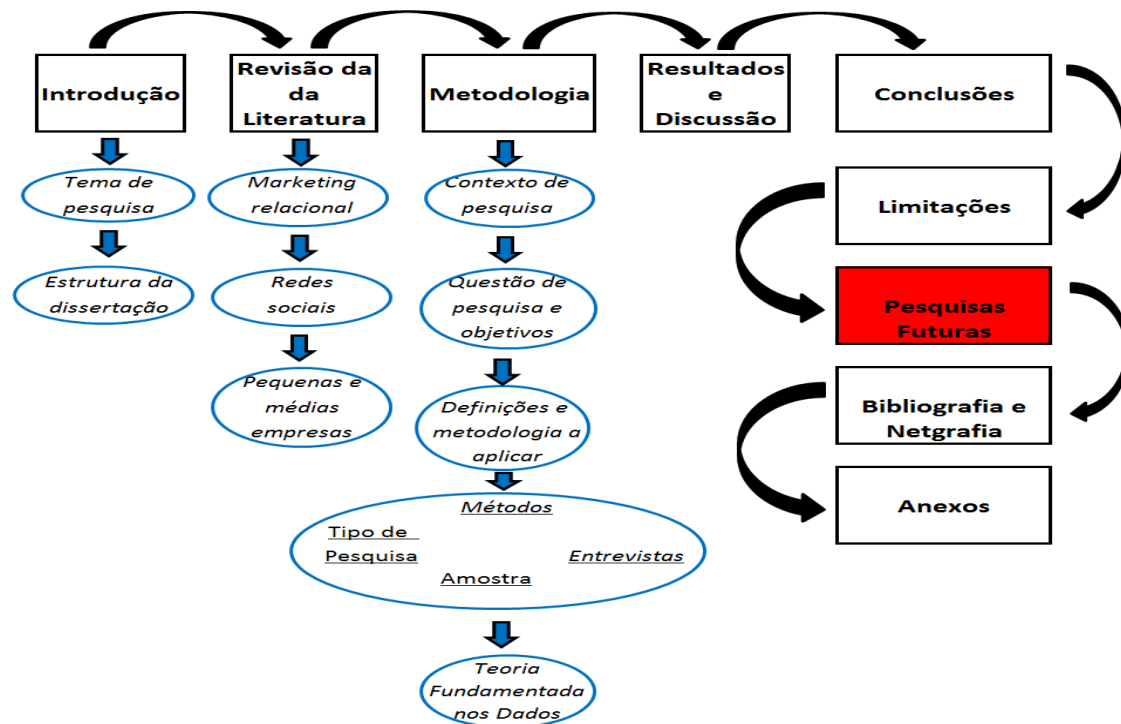 Introdução
Revisão da
da
Literatura
Metodologia
Resultados
e
Discussão
Conclusões
Tema de
pesquisa
Estrutura da
dissertação
Marketing
relacional
Redes
sociais
Pequenas e
médias
empresas
Contexto de
pesquisa
Questão de
pesquisa e
objetivos
Definições e
metodologia a
aplicar
Métodos
Tipo de
Pesquisa
Entrevistas
Amostra
Teoria
Fundamentada
nos Dados
Limitações
Pesquisas
Futuras
Bibliografia e
Netgrafia
Anexos